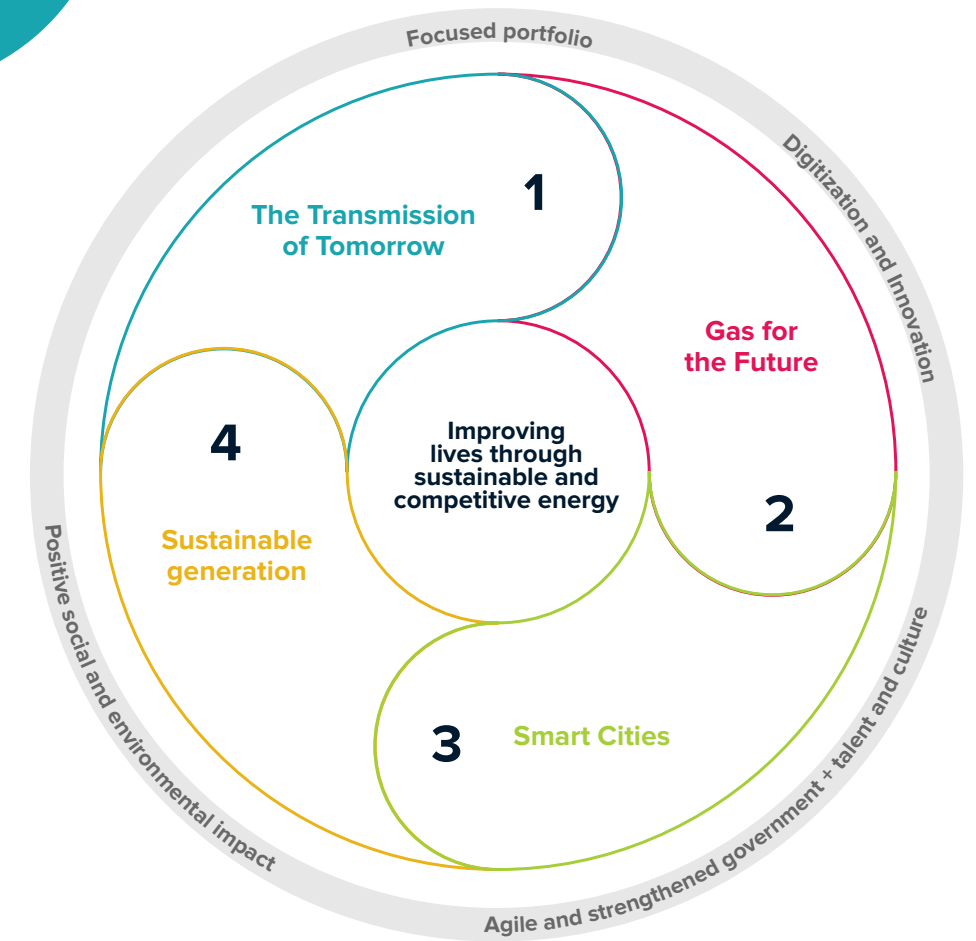 Focused portfolio
Digitization and Innovation
1
The Transmission
of Tomorrow
Gas for
the Future
2
Improving
lives through
sustainable and
competitive energy
4
Sustainable
generation
3
Smart Cities
Positive social and environmental impact
Agile and strengthened government + talent and culture